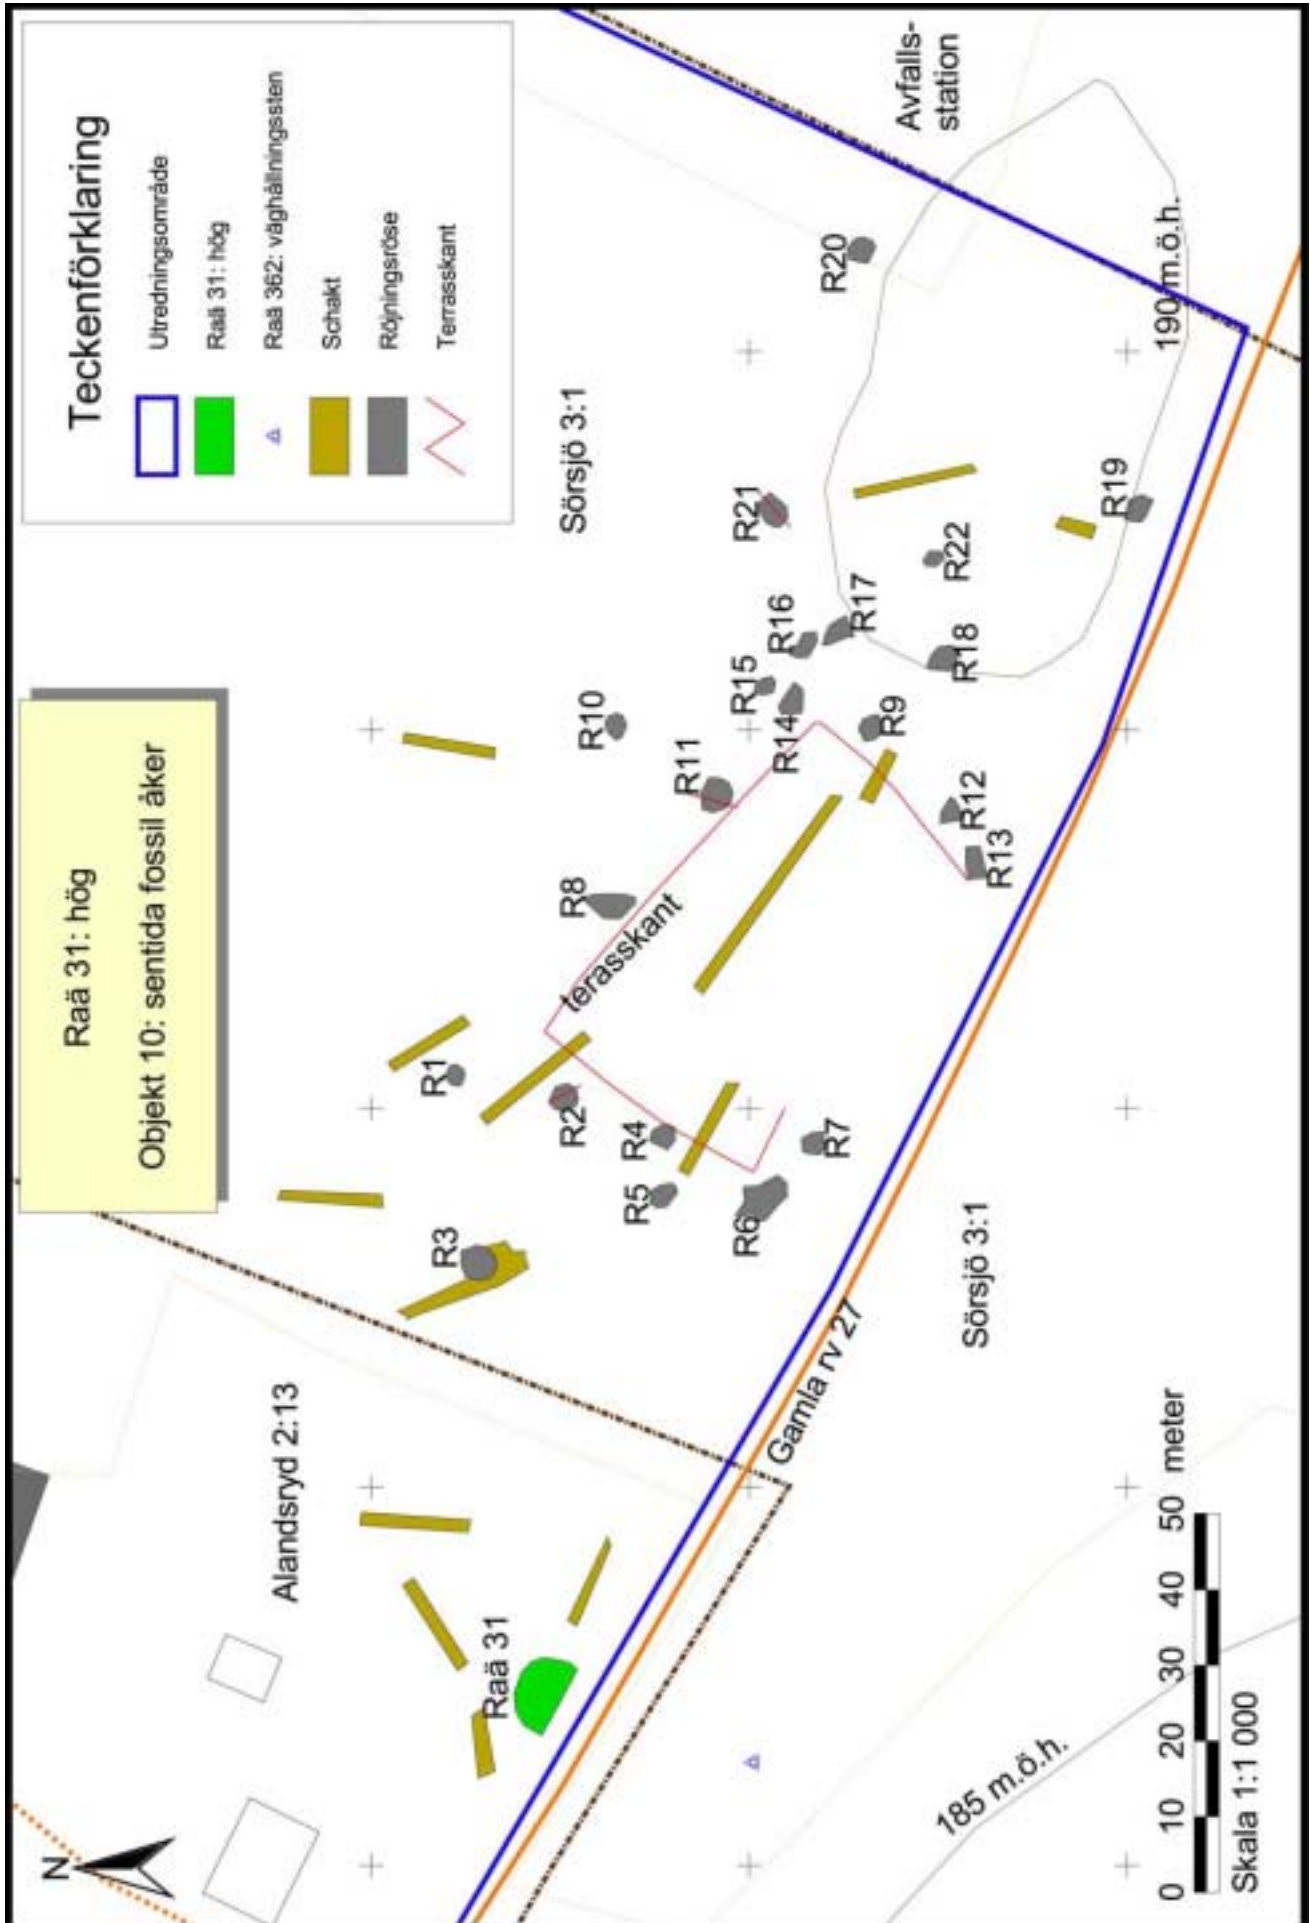 Raä 31: hög
Objekt 10: sentida fossil åker
Teckenförklaring
Utredningsområde
Raä 31: hög
Raä 362: väghållningssten
Schakt
Röjningsröse
Terrasskant
N
Alandsryd 2:13
Sörsjö 3:1
Avfalls-
station
Raä 31
R3
R1
R2
R4
R5
R6
R7
R8
R10
R11
terasskant
R14
R15
R16
R17
R9
R12
R13
R18
R21
R22
R20
R19
190 m.ö.h.
Gamla rv 27
Sörsjö 3:1
185 m.ö.h.
0 10 20 30 40 50 meter
Skala 1:1 000